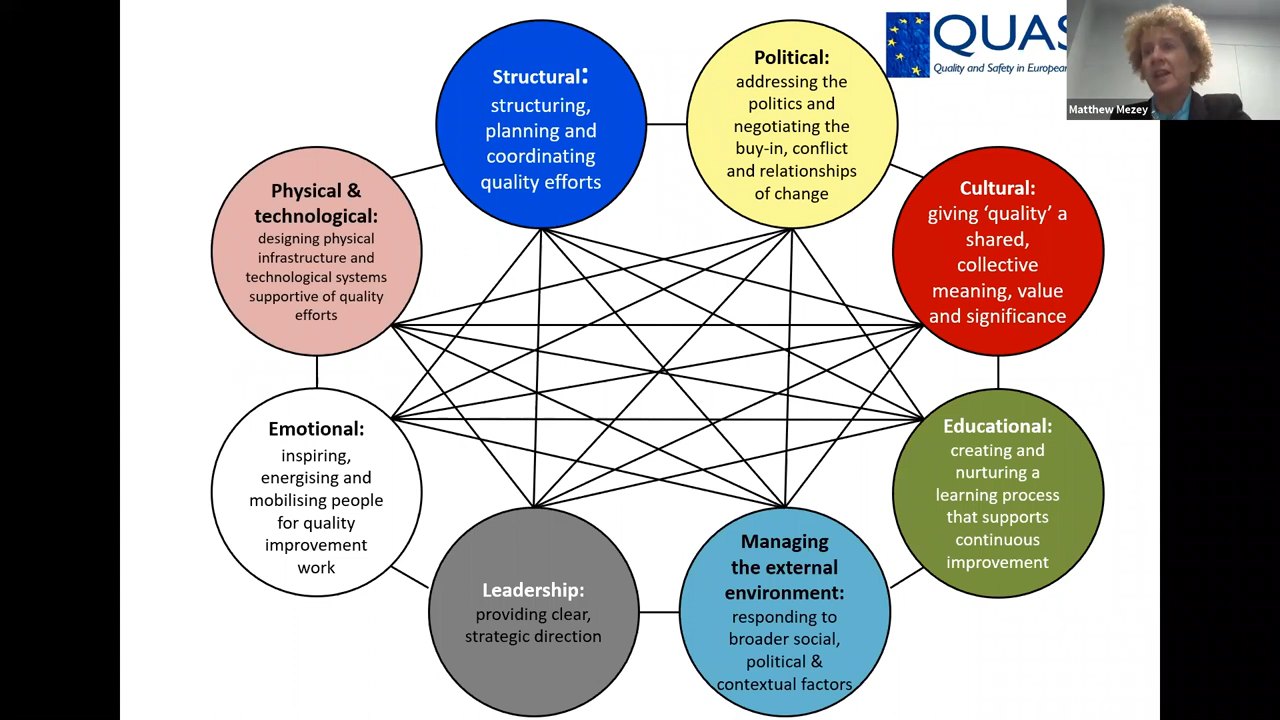 Structural:
structuring,
planning and
coordinating
quality efforts
Political:
addressing the
politics and
negotiating the
buy-in, conflict
and relationships
of change
QUAS
Quality and Safety in European
Matthew Mezey
Physical &
technological:
designing physical
infrastructure and
technological systems
supportive of quality
efforts
Cultural:
giving ‘quality’ a
shared,
collective
meaning, value
and significance
Emotional:
inspiring,
energising and
mobilising people
for quality
improvement
work
Educational:
creating and
nurturing a
learning process
that supports
continuous
improvement
Leadership:
providing clear,
strategic direction
Managing
the external
environment:
responding to
broader social,
political &
contextual factors